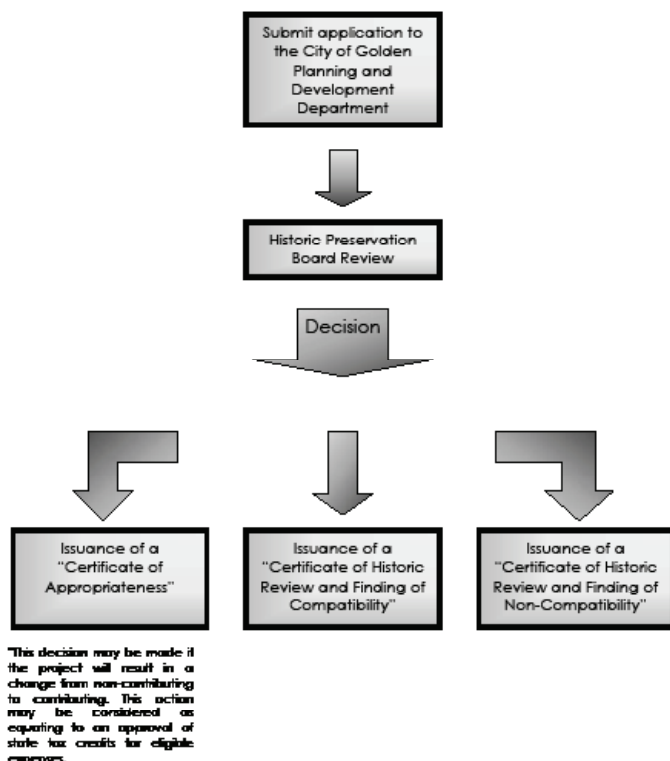 Submit application to
the City of Golden
Planning and
Development
Department
Historic Preservation
Board Review
Decision
Issuance of a
"Certificate of
Appropriateness"
Issuance of a
"Certificate of Historic
Review and Finding of
Compatibility"
Issuance of a
"Certificate of Historic
Review and Finding of
Non-Compatibility"
"This decision may be made if
the project will result in a
change from non-contributing
to contributing. This action
may be considered as
equating to an approval of
state tax credits for eligible
expenses.